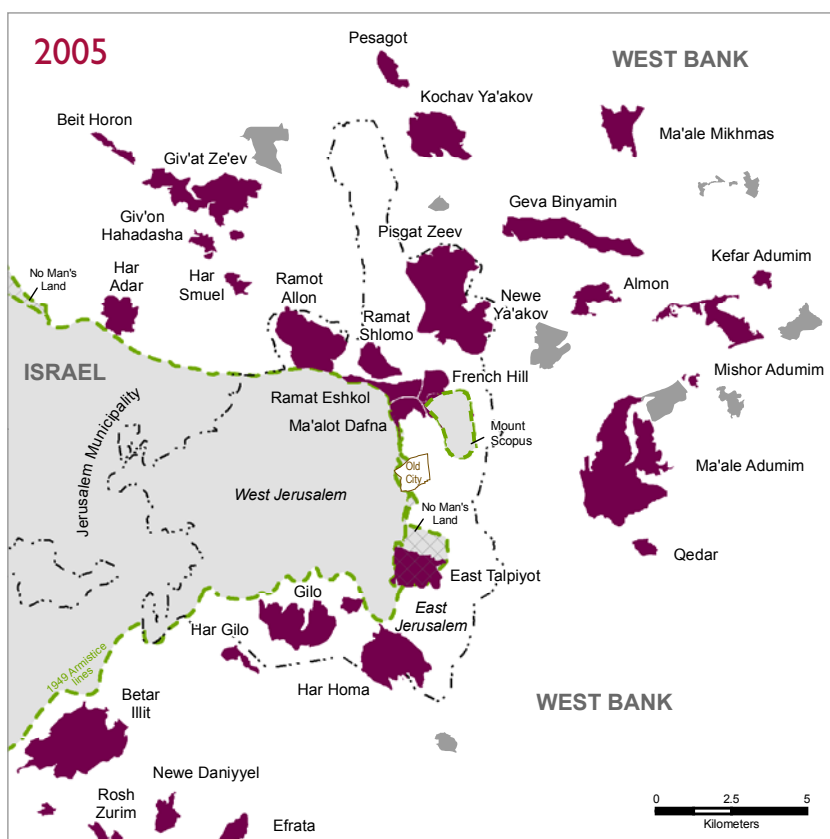 2005
Pesagot
WEST BANK
Kochav Ya'akov
Beit Horon
Ma'ale Mikhmas
Giv'at Ze'ev
Geva Binyamin
Giv'on
Hahadasha
Pisgat Zeev
No Man's
Land
Har
Adar
Har
Smuel
Ramot
Allon
Kefar Adumim
Almon
Newe
Ya'akov
Ramat
Shlomo
ISRAEL
French Hill
Mishor Adumim
Ramat Eshkol
Ma'alot Dafna
Mount
Scopus
Jerusalem Municipality
Old
City
Ma'ale Adumim
West Jerusalem
No Man's
Land
Qedar
East Talpiyot
Gilo
East
Jerusalem
Har Gilo
1949 Armistice
lines
Har Homa
Betar
Illit
WEST BANK
Newe Daniyyel
Rosh
Zurim
Efrata
0 2.5 5
Kilometers